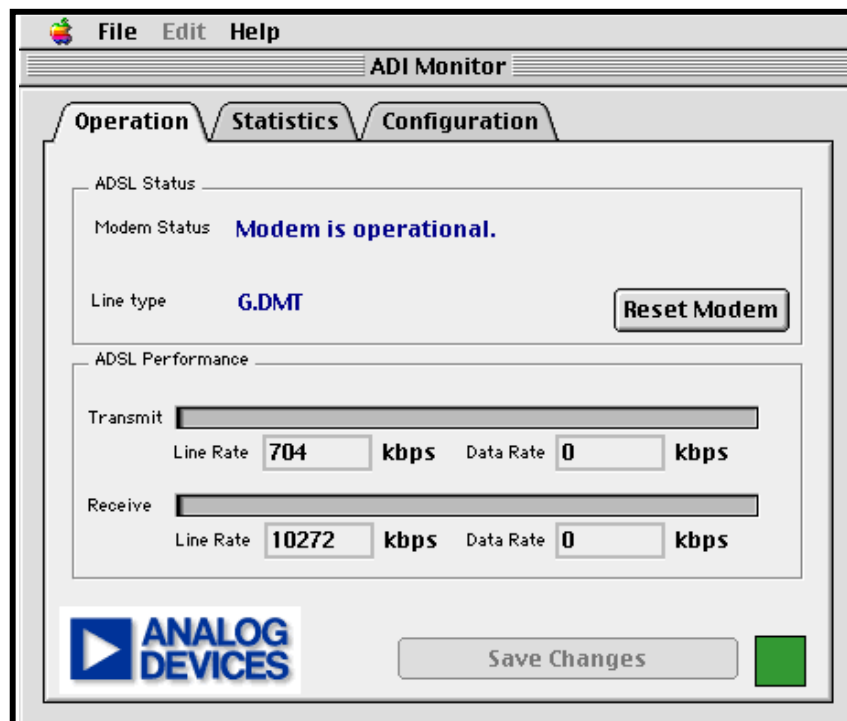 File Edit Help
ADI Monitor
Operation Statistics Configuration
ADSL Status
Modem Status Modem is operational.
Line type G.DMT Reset Modem
ADSL Performance
Transmit
Line Rate 704 kbps Data Rate 0 kbps
Receive
Line Rate 10272 kbps Data Rate 0 kbps
ANALOG
DEVICES
Save Changes